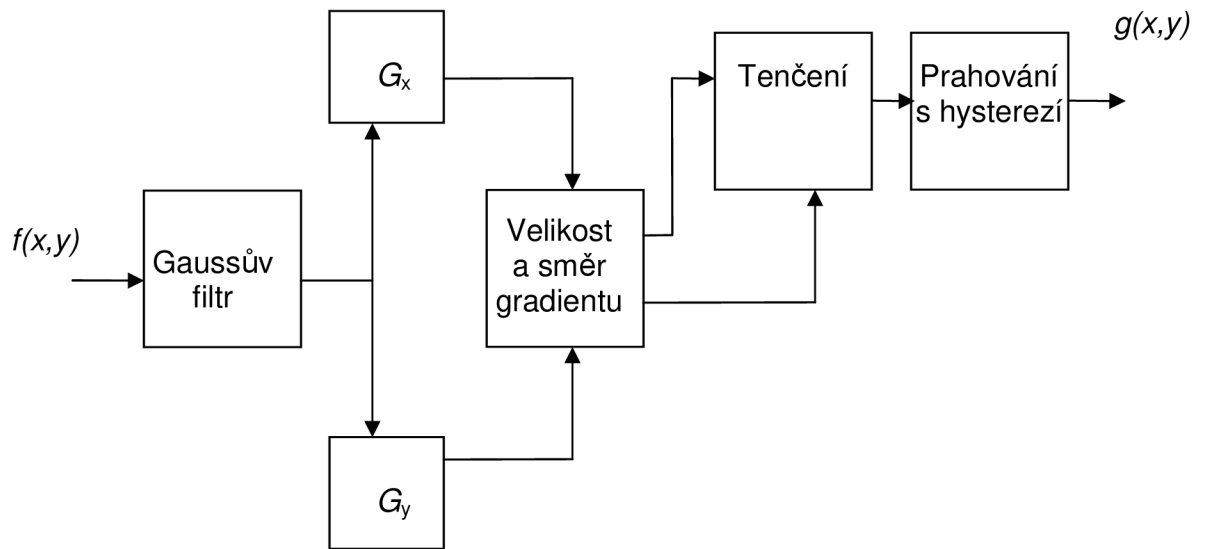 f(x,y)
Gaussův
filtr
Gx
Gy
Velikost
a směr
gradientu
Tenčení
Prahování
s hysterezí
g(x,y)